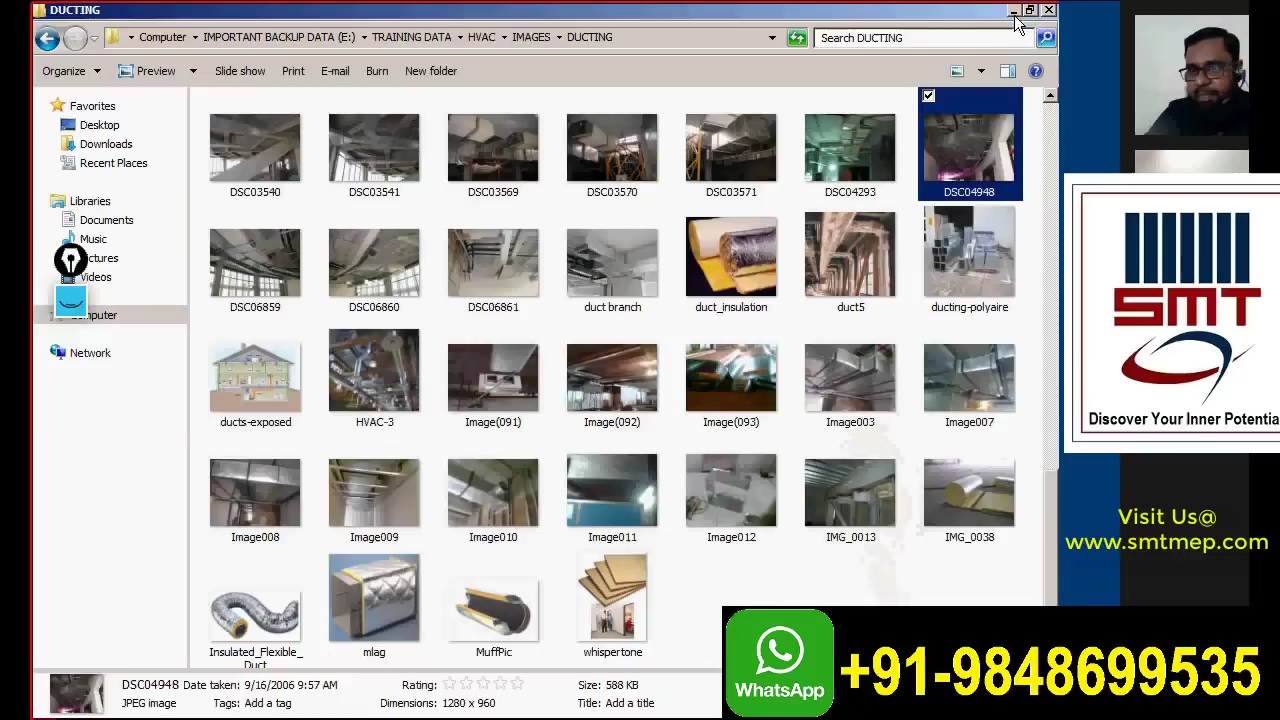 DUCTING
Computer IMPORTANT BACKUP DATA (E:) TRAINING DATA HVAC IMAGES DUCTING
Search DUCTING
Organize Preview Slide show Print E-mail Burn New folder
Favorites
Desktop
Downloads
Recent Places
Libraries
Documents
Music
ctures
Videos
omputer
Network
DSC03540 DSC03541 DSC03569 DSC03570 DSC03571 DSC04293 DSC04948
DSC06859 DSC06860 DSC06861 duct branch duct_insulation duct5 ducting-polyaire
ducts-exposed HVAC-3 Image(091) Image(092) Image(093) Image003 Image007
Image008 Image009 Image010 Image011 Image012 IMG_0013 IMG_0038
Insulated_Flexible_ mlag MuffPic whispertone
Duct
DSC04948 Date taken: 9/16/2006 9:57 AM Rating: Size: 588 KB
JPEG image Tags: Add a tag Dimensions: 1280 x 960 Title: Add a title
SMT
Discover Your Inner Potentia
Visit Us@
www.smtmep.com
WhatsApp
+91-9848699535